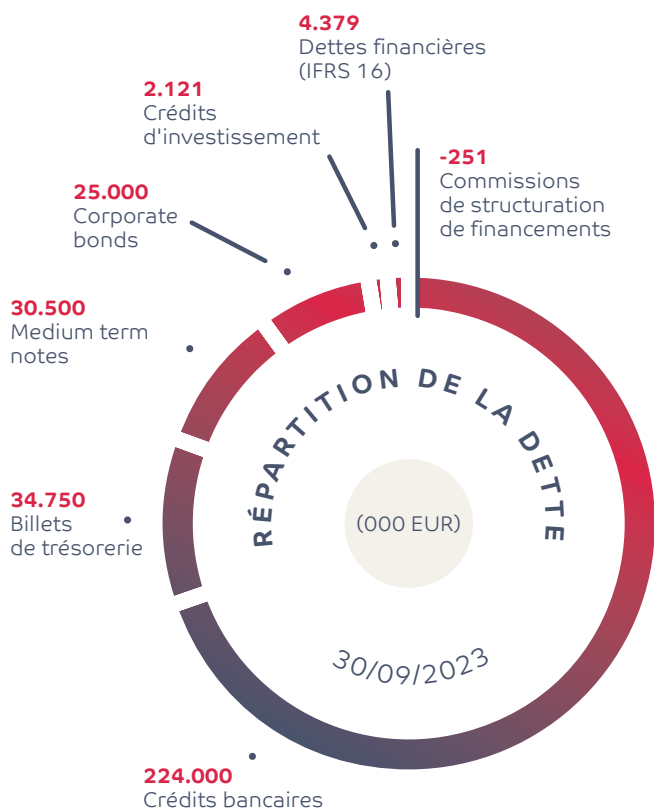 4.379
Dettes financières
(IFRS 16)
2.121
Crédits
d'investissement
-251
Commissions
de structuration
de financements
25.000
Corporate
bonds
30.500
Medium term
notes
34.750
Billets
de trésorerie
RÉPARTITION DE LA DETTE
(000 EUR)
30/09/2023
224.000
Crédits bancaires